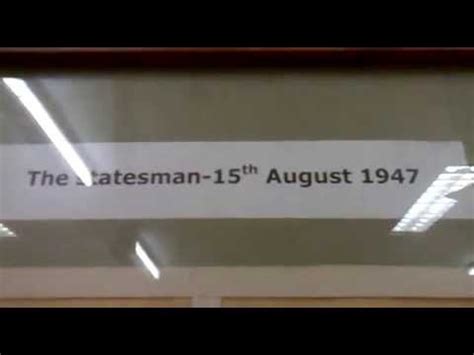 The Statesman-15th August 1947